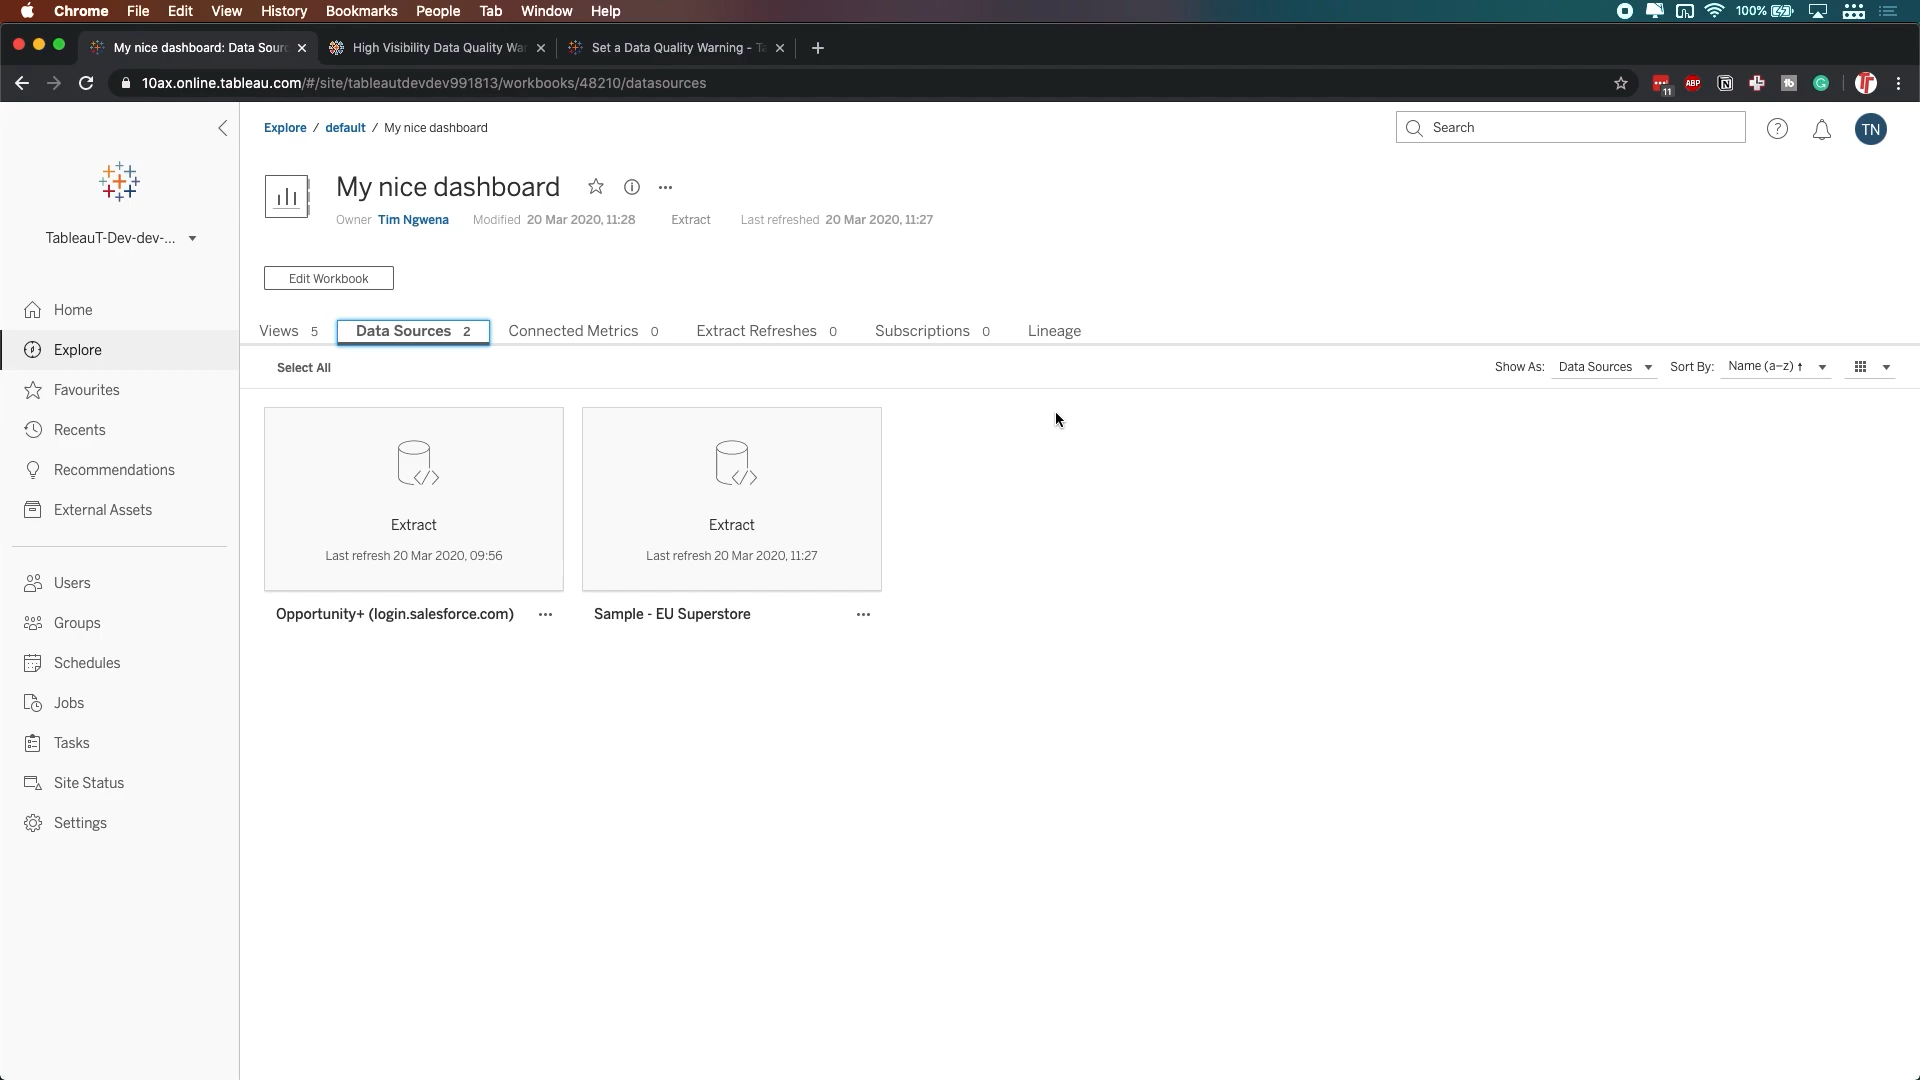 Chrome File Edit View History Bookmarks People Tab Window Help 100%
My nice dashboard: Data Sour
High Visibility Data Quality Wa
Set a Data Quality Warning - Ta
10ax.online.tableau.com/#/site/tableautdevdev991813/workbooks/48210/datasources
11
ABP
TableauT-Dev-dev-...
Home
Explore
Favourites
Recents
Recommendations
External Assets
Users
Groups
Schedules
Jobs
Tasks
Site Status
Settings
Explore / default / My nice dashboard
Search
?
TN
My nice dashboard
Owner Tim Ngwena Modified 20 Mar 2020, 11:28 Extract Last refreshed 20 Mar 2020, 11:27
Edit Workbook
Views 5 Data Sources 2 Connected Metrics 0 Extract Refreshes 0 Subscriptions 0 Lineage
Select All
Show As: Data Sources Sort By: Name (a–z) ↑
Extract
Last refresh 20 Mar 2020, 09:56
Opportunity+ (login.salesforce.com) ...
Extract
Last refresh 20 Mar 2020, 11:27
Sample - EU Superstore ...